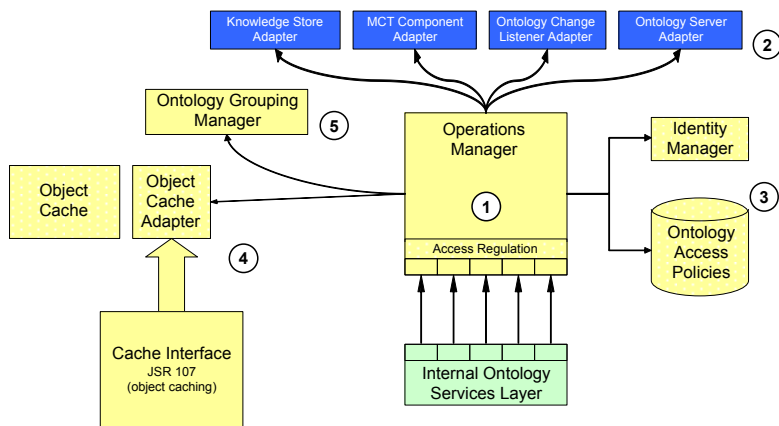 Knowledge Store
Adapter
MCT Component
Adapter
Ontology Change
Listener Adapter
Ontology Server
Adapter
2
Ontology Grouping
Manager
5
Operations
Manager
1
Access Regulation
Identity
Manager
3
Ontology
Access
Policies
Object
Cache
Object
Cache
Adapter
4
Cache Interface
JSR 107
(object caching)
Internal Ontology
Services Layer